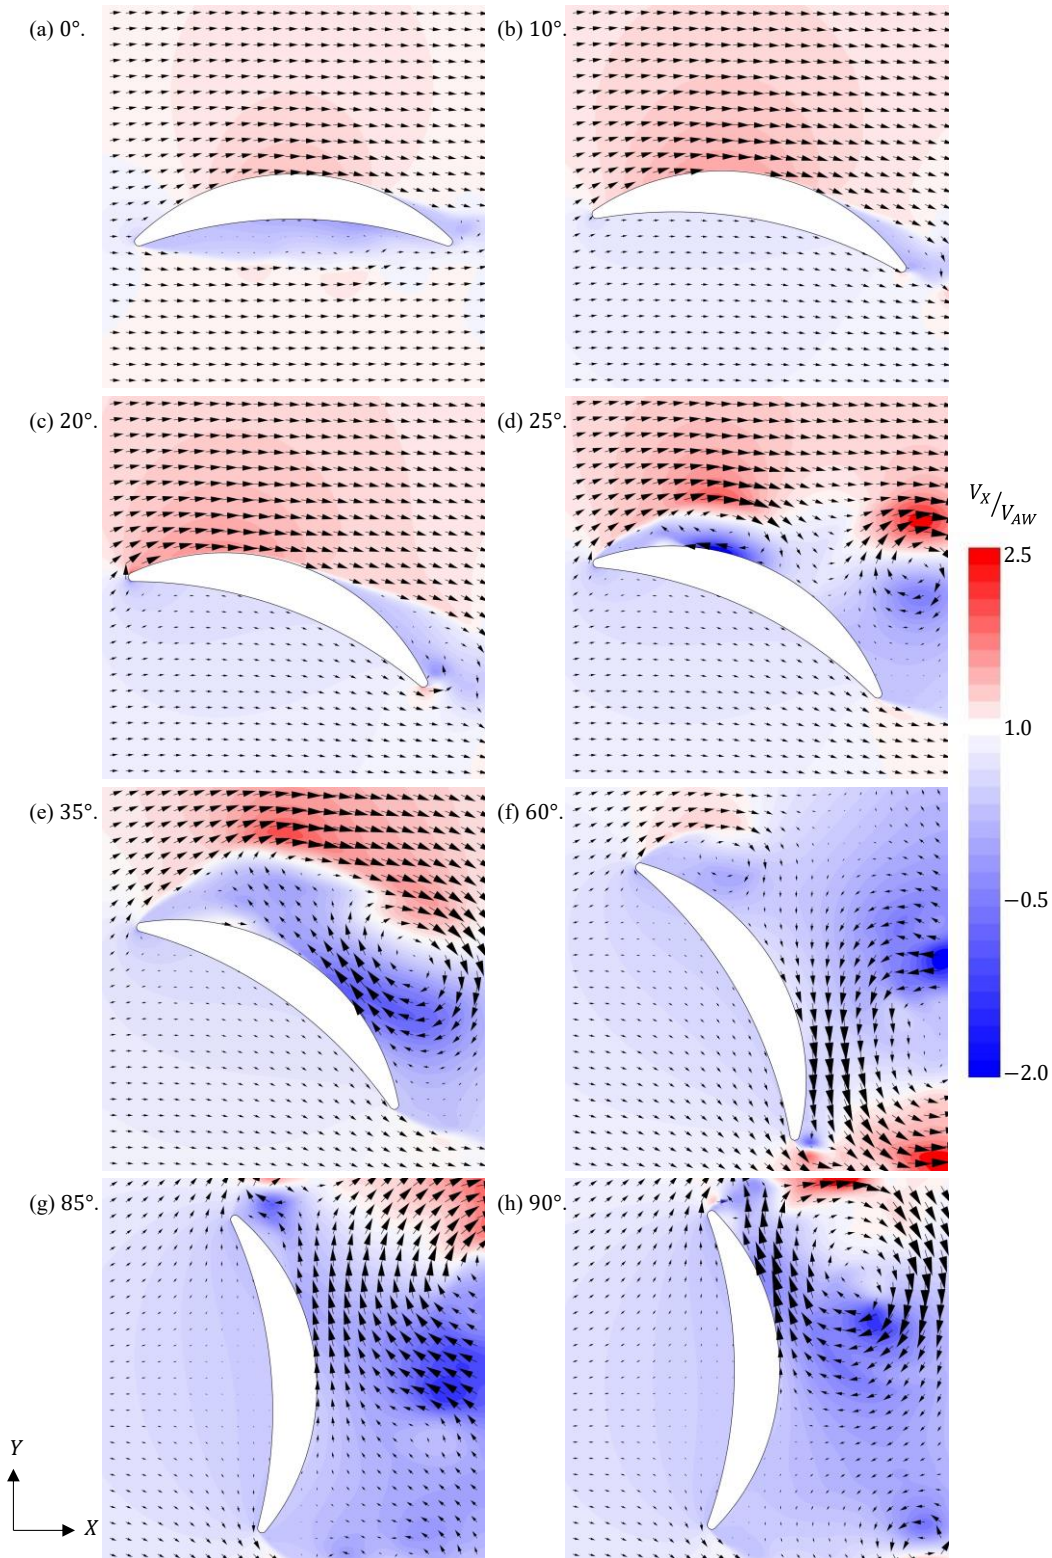 (a) 0°.
(b) 10°.
(c) 20°.
(d) 25°.
V_X/V_AW
2.5
1.0
−0.5
−2.0
(e) 35°.
(f) 60°.
(g) 85°.
(h) 90°.
Y
X